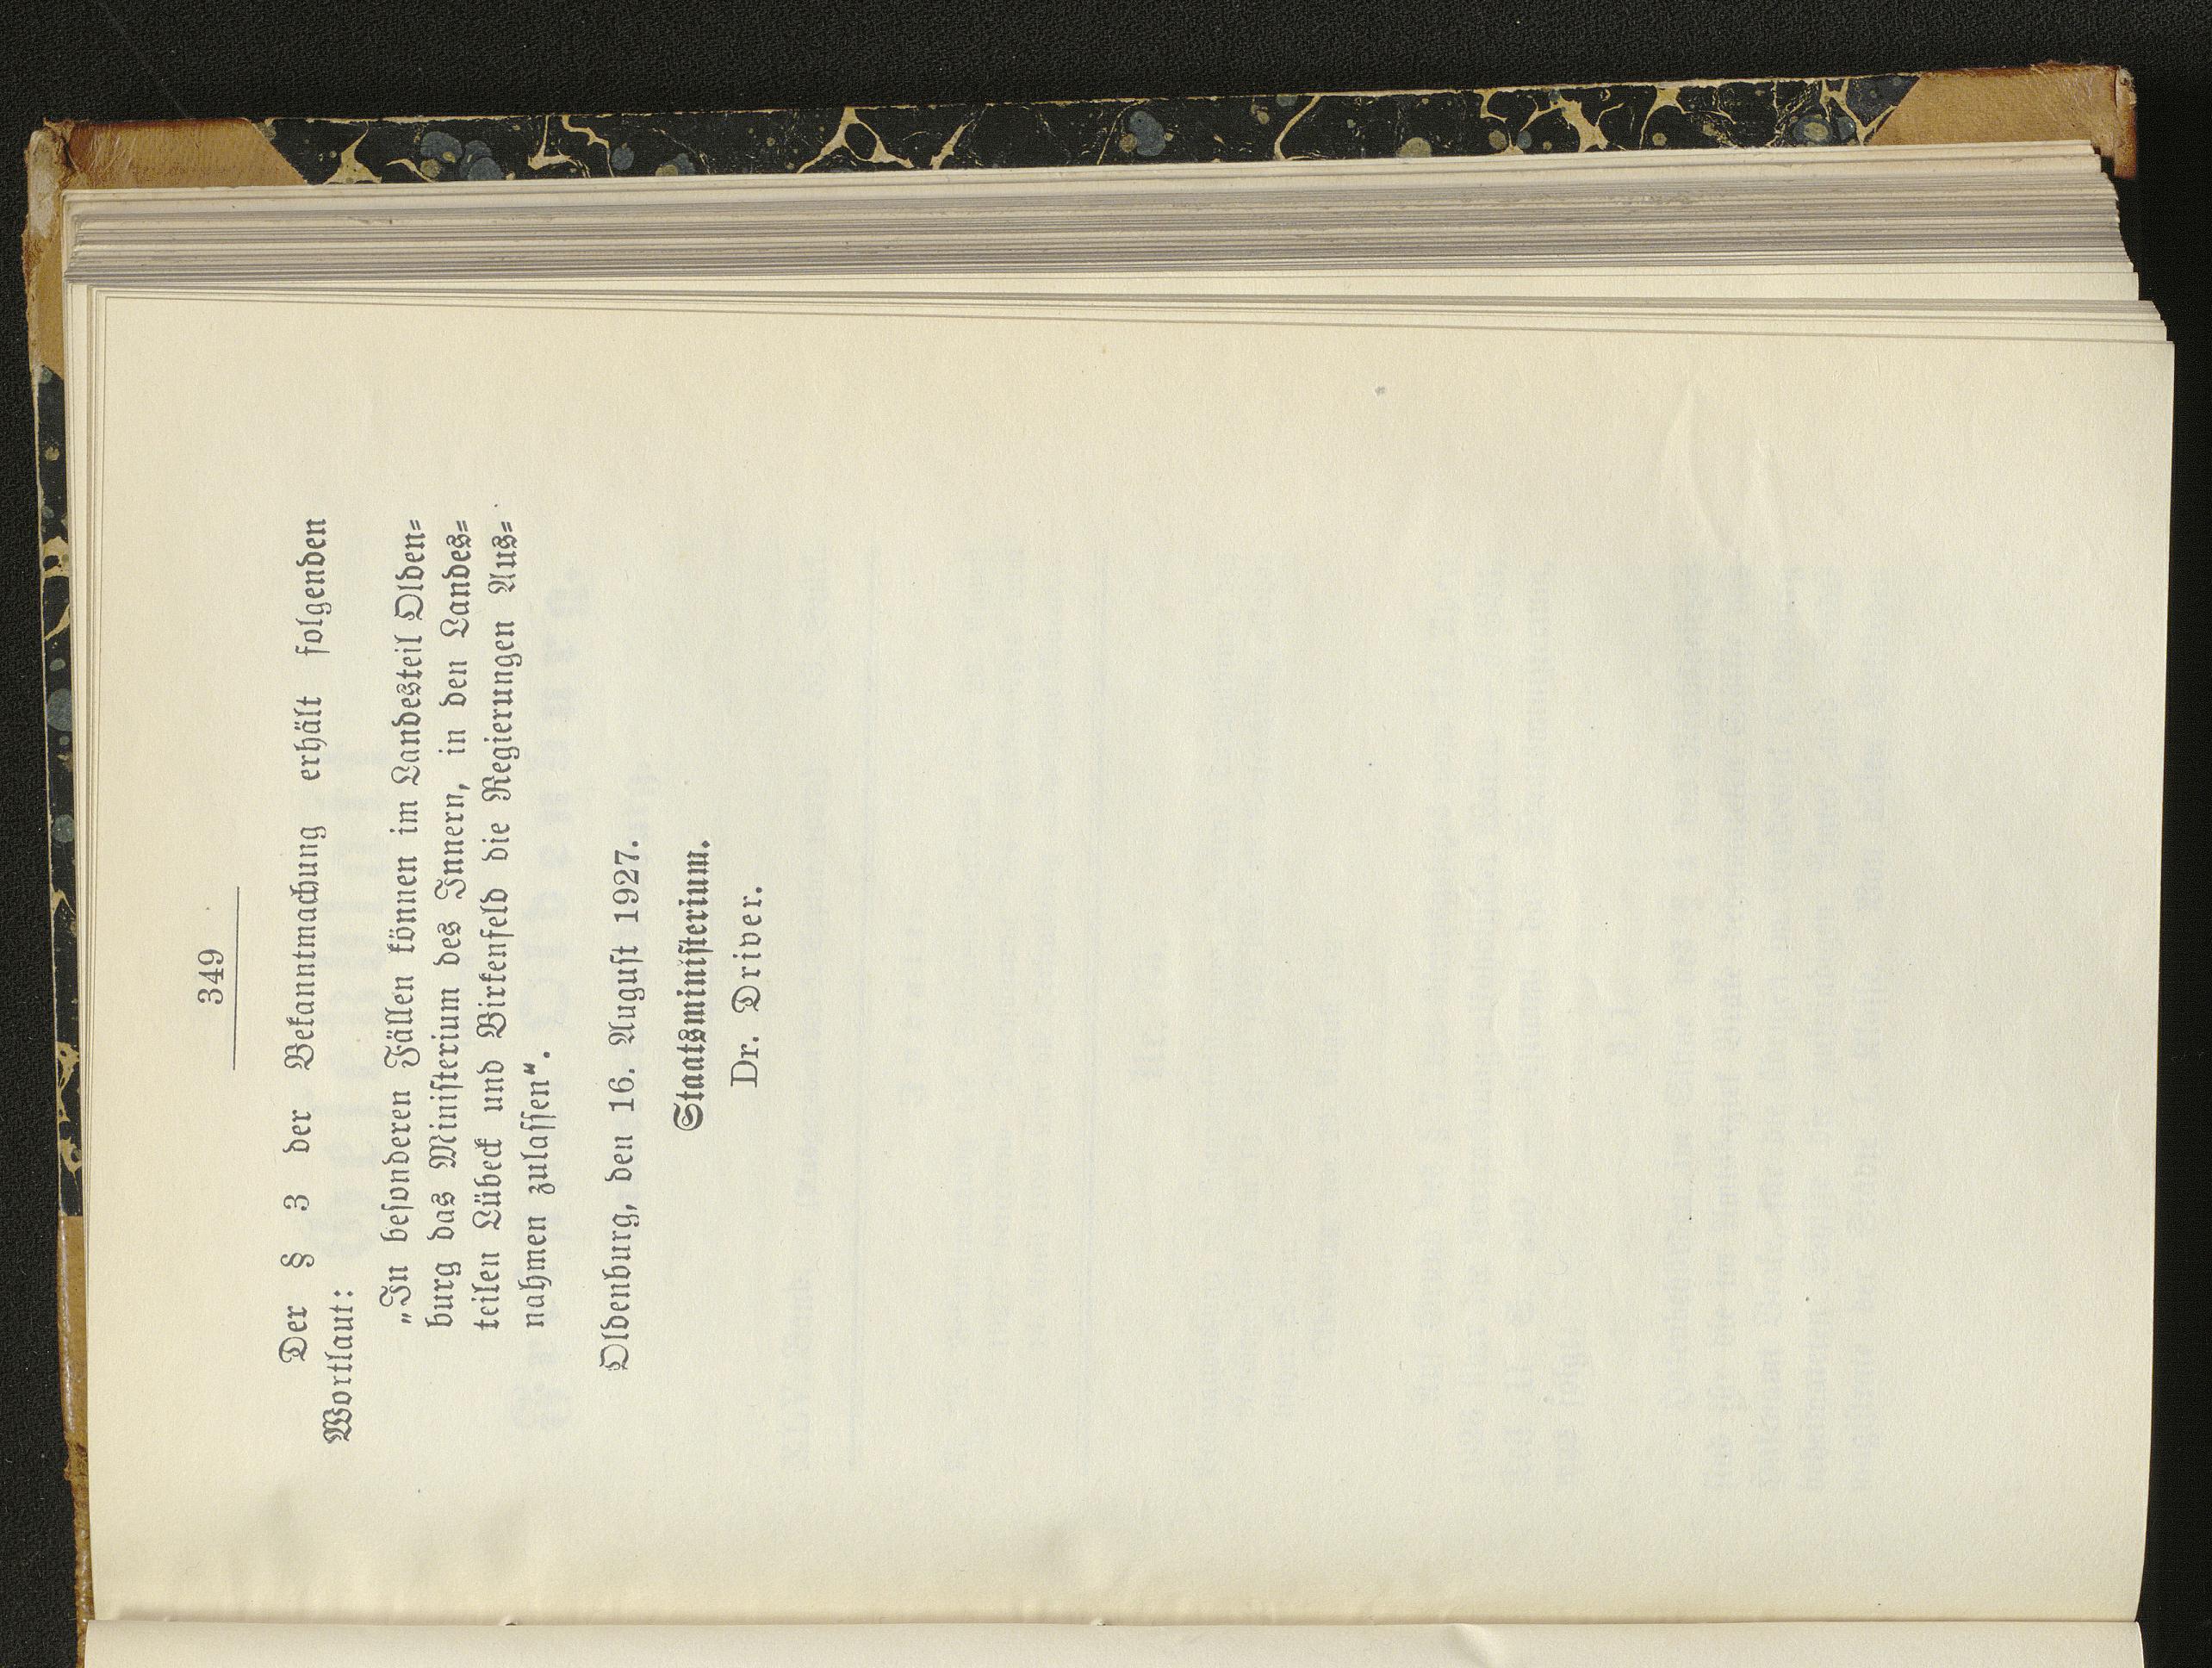 349
Der § 3 der Bekanntmachung erhält folgenden
Wortlaut:
„In besonderen Fällen können im Landesteil Olden-
burg das Ministerium des Innern, in den Landes-
teilen Lübeck und Birkenfeld die Regierungen Aus-
nahmen zulassen“.
Oldenburg, den 16. August 1927.
Staatsministerium.
Dr. Driver.